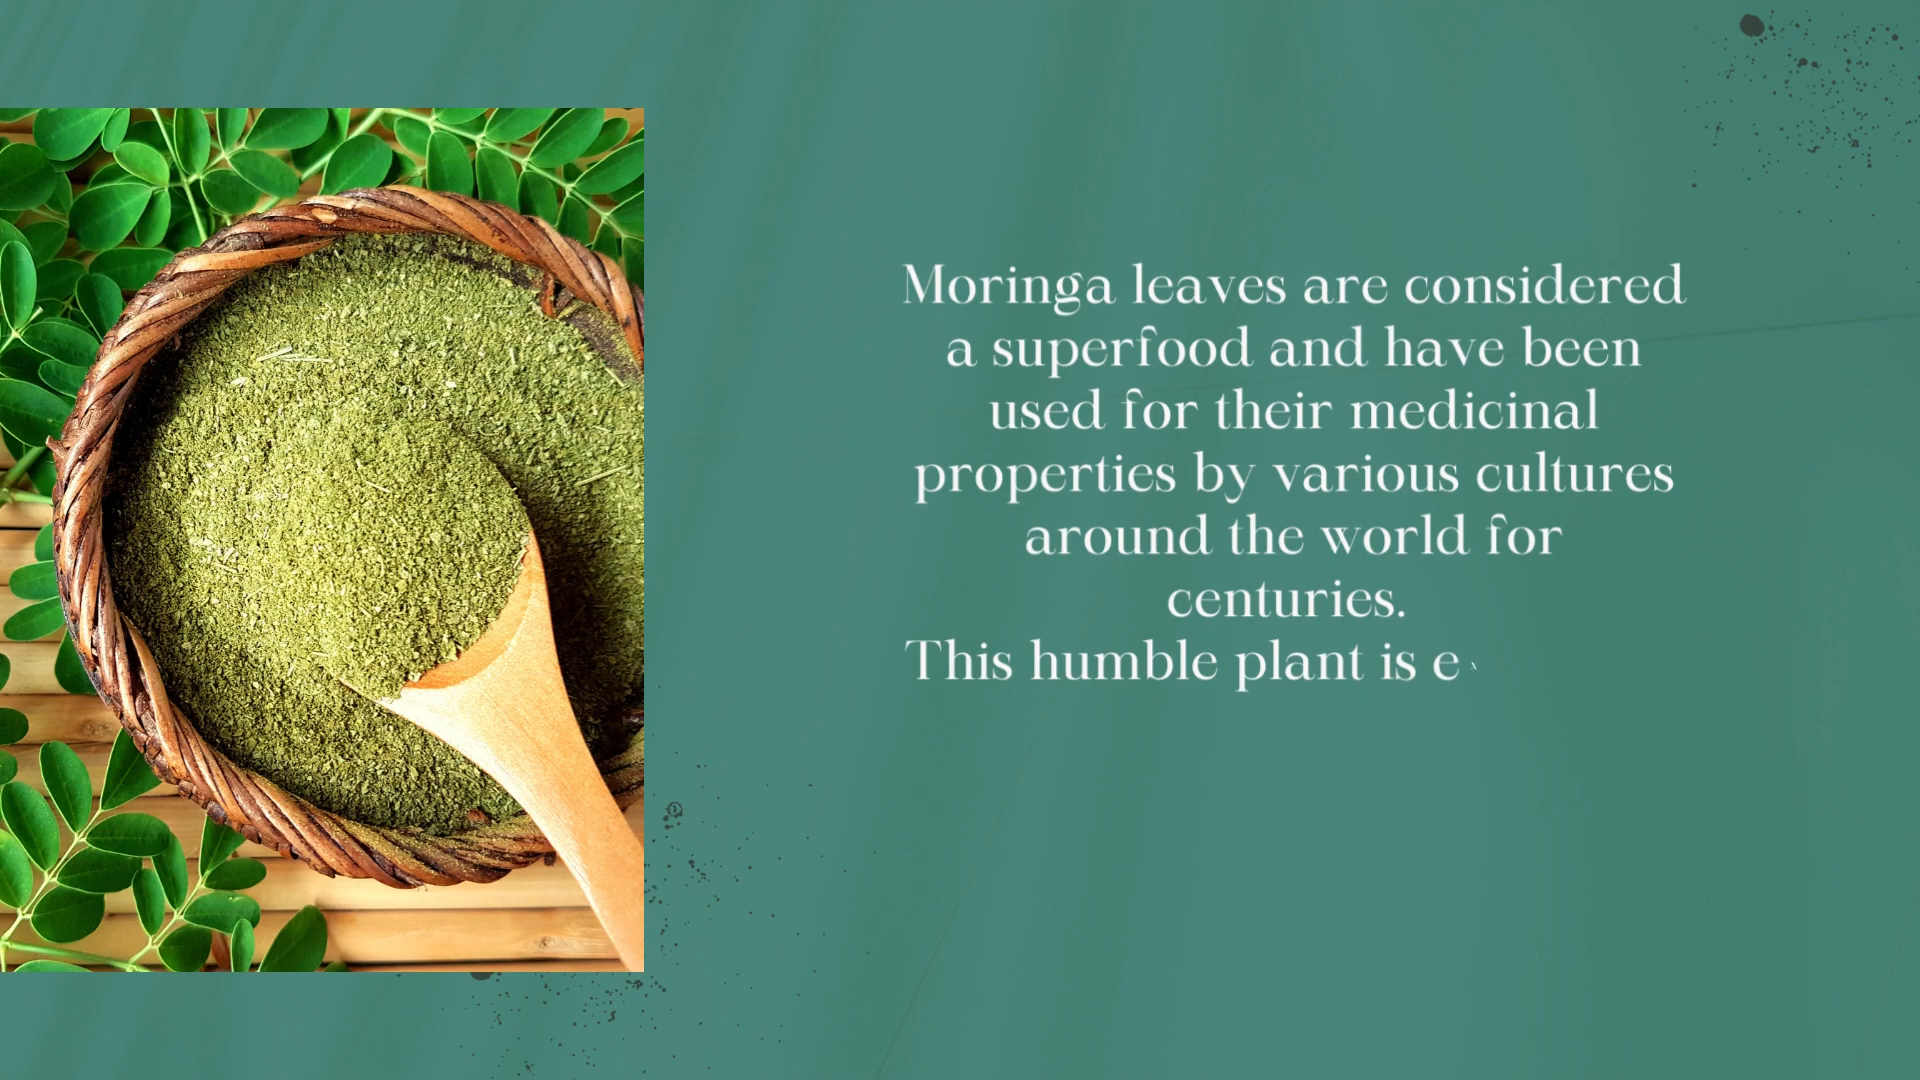 Moringa leaves are considered
a superfood and have been
used for their medicinal
properties by various cultures
around the world for
centuries.
This humble plant is e